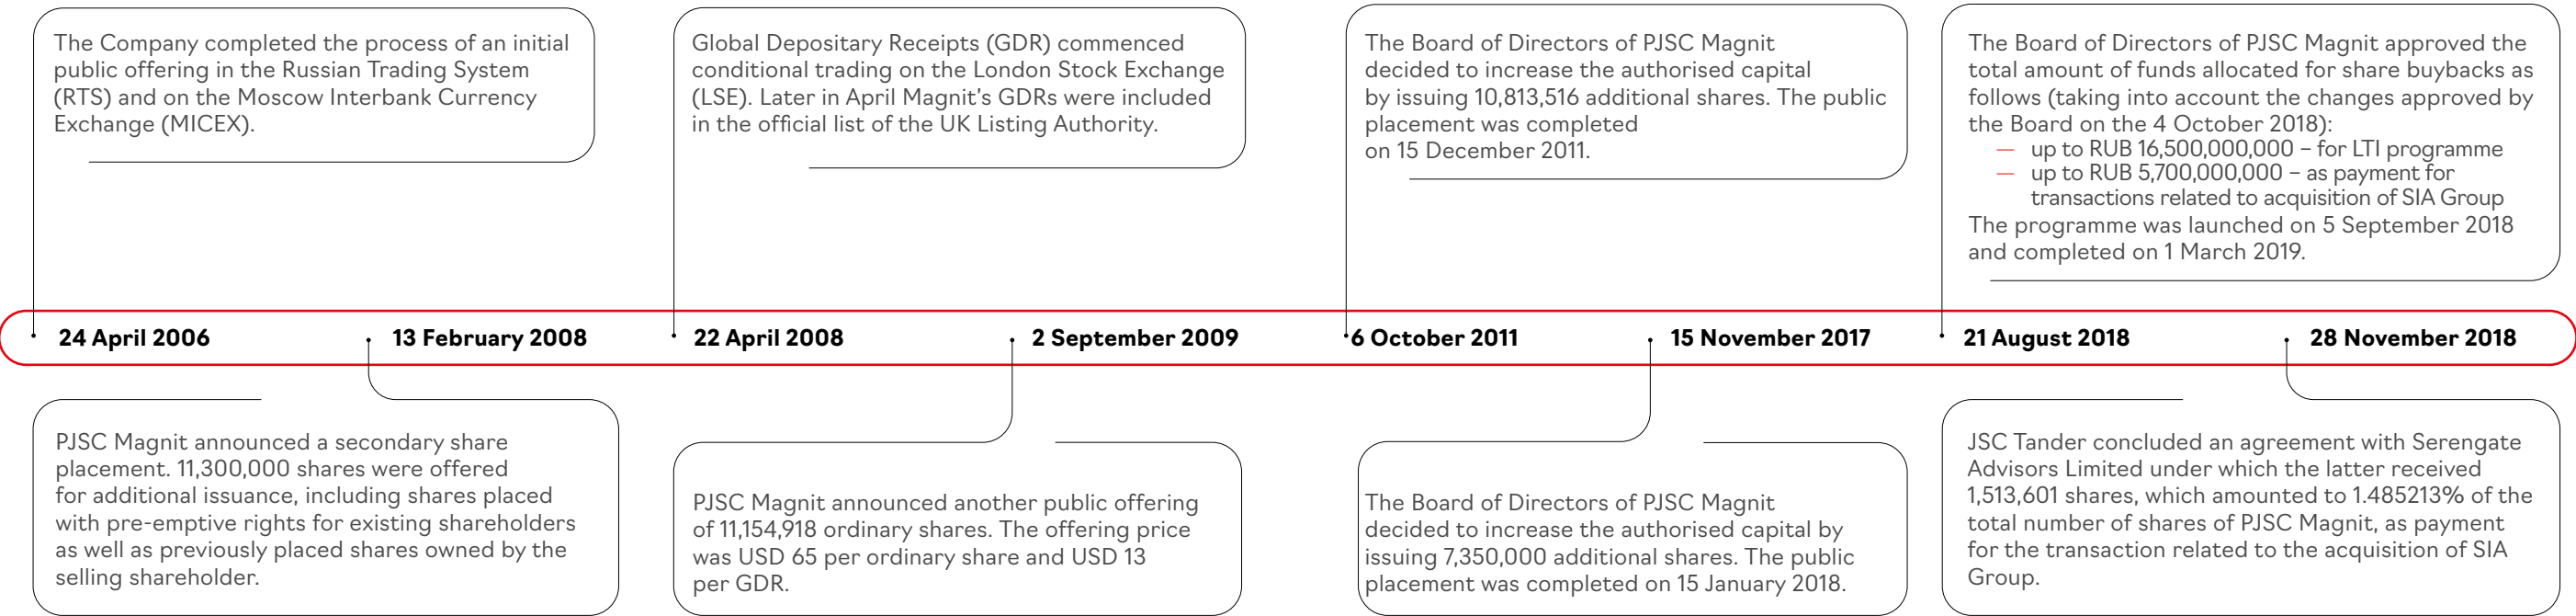 The Company completed the process of an initial
public offering in the Russian Trading System
(RTS) and on the Moscow Interbank Currency
Exchange (MICEX).
Global Depositary Receipts (GDR) commenced
conditional trading on the London Stock Exchange
(LSE). Later in April Magnit’s GDRs were included
in the official list of the UK Listing Authority.
The Board of Directors of PJSC Magnit
decided to increase the authorised capital
by issuing 10,813,516 additional shares. The public
placement was completed
on 15 December 2011.
The Board of Directors of PJSC Magnit approved the
total amount of funds allocated for share buybacks as
follows (taking into account the changes approved by
the Board on the 4 October 2018):
— up to RUB 16,500,000,000 – for LTI programme
— up to RUB 5,700,000,000 – as payment for
transactions related to acquisition of SIA Group
The programme was launched on 5 September 2018
and completed on 1 March 2019.
24 April 2006
13 February 2008
22 April 2008
2 September 2009
6 October 2011
15 November 2017
21 August 2018
28 November 2018
PJSC Magnit announced a secondary share
placement. 11,300,000 shares were offered
for additional issuance, including shares placed
with pre-emptive rights for existing shareholders
as well as previously placed shares owned by the
selling shareholder.
PJSC Magnit announced another public offering
of 11,154,918 ordinary shares. The offering price
was USD 65 per ordinary share and USD 13
per GDR.
The Board of Directors of PJSC Magnit
decided to increase the authorised capital by
issuing 7,350,000 additional shares. The public
placement was completed on 15 January 2018.
JSC Tander concluded an agreement with Serengate
Advisors Limited under which the latter received
1,513,601 shares, which amounted to 1.485213% of the
total number of shares of PJSC Magnit, as payment
for the transaction related to the acquisition of SIA
Group.